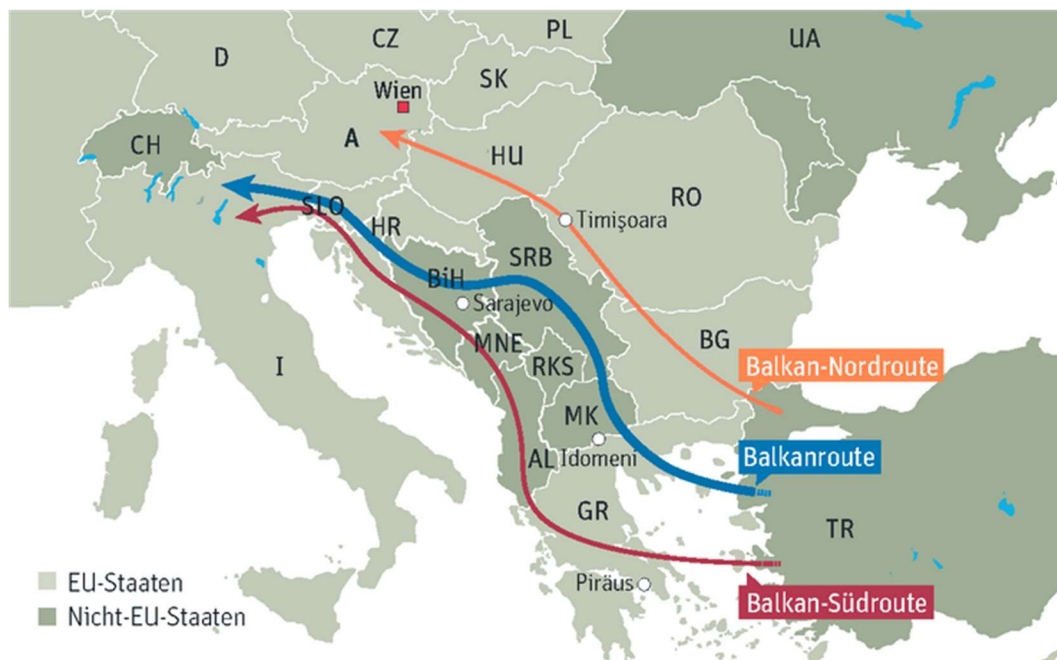 D
CZ
PL
UA
SK
Wien
CH
A
HU
RO
SLO
HR
Timișoara
SRB
BiH
Sarajevo
MNE
BG
RKS
I
Balkan-Nordroute
MK
AL
Idomeni
Balkanroute
GR
TR
EU-Staaten
Piräus
Balkan-Südroute
Nicht-EU-Staaten